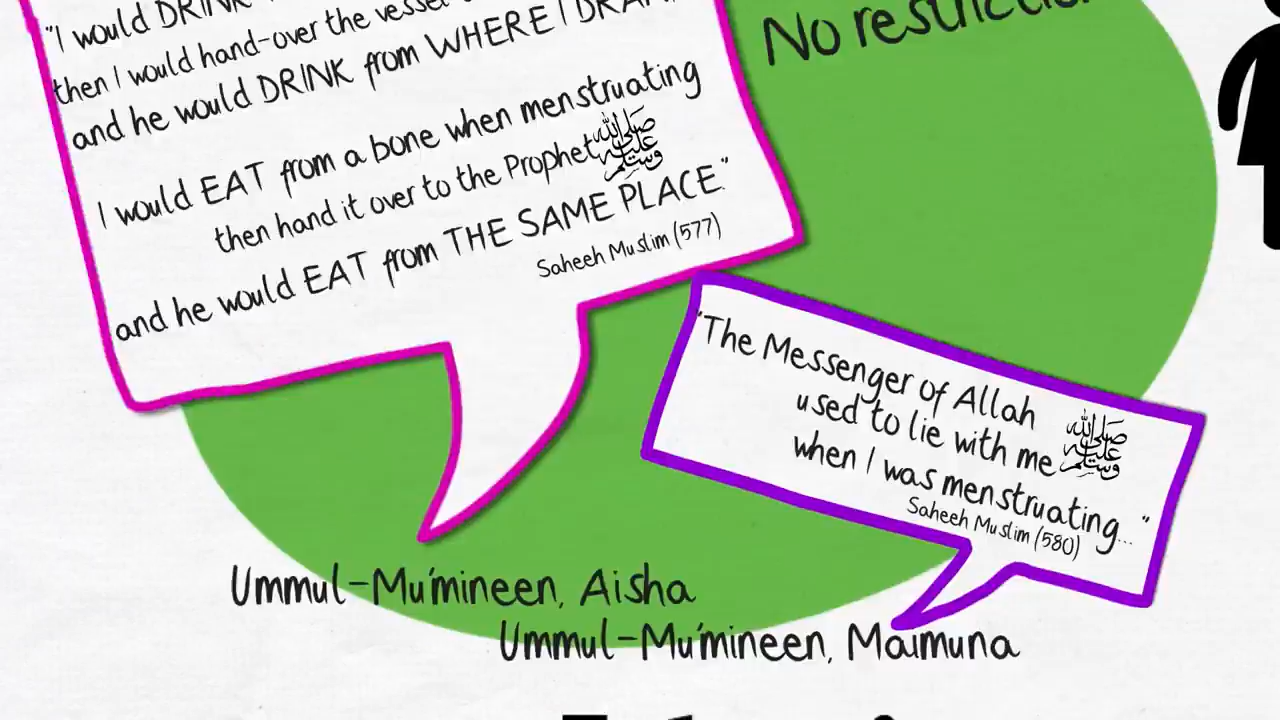 "I would DRINK
then I would hand-over the vessel
and he would DRINK from WHERE I DRANK
I would EAT from a bone when menstruating
then hand it over to the Prophet ﷺ
and he would EAT from THE SAME PLACE."
Saheeh Muslim (577)
No restriction
"The Messenger of Allah ﷺ
used to lie with me
when I was menstruating..."
Saheeh Muslim (580)
Ummul-Mu'mineen, Aisha
Ummul-Mu'mineen, Maimuna